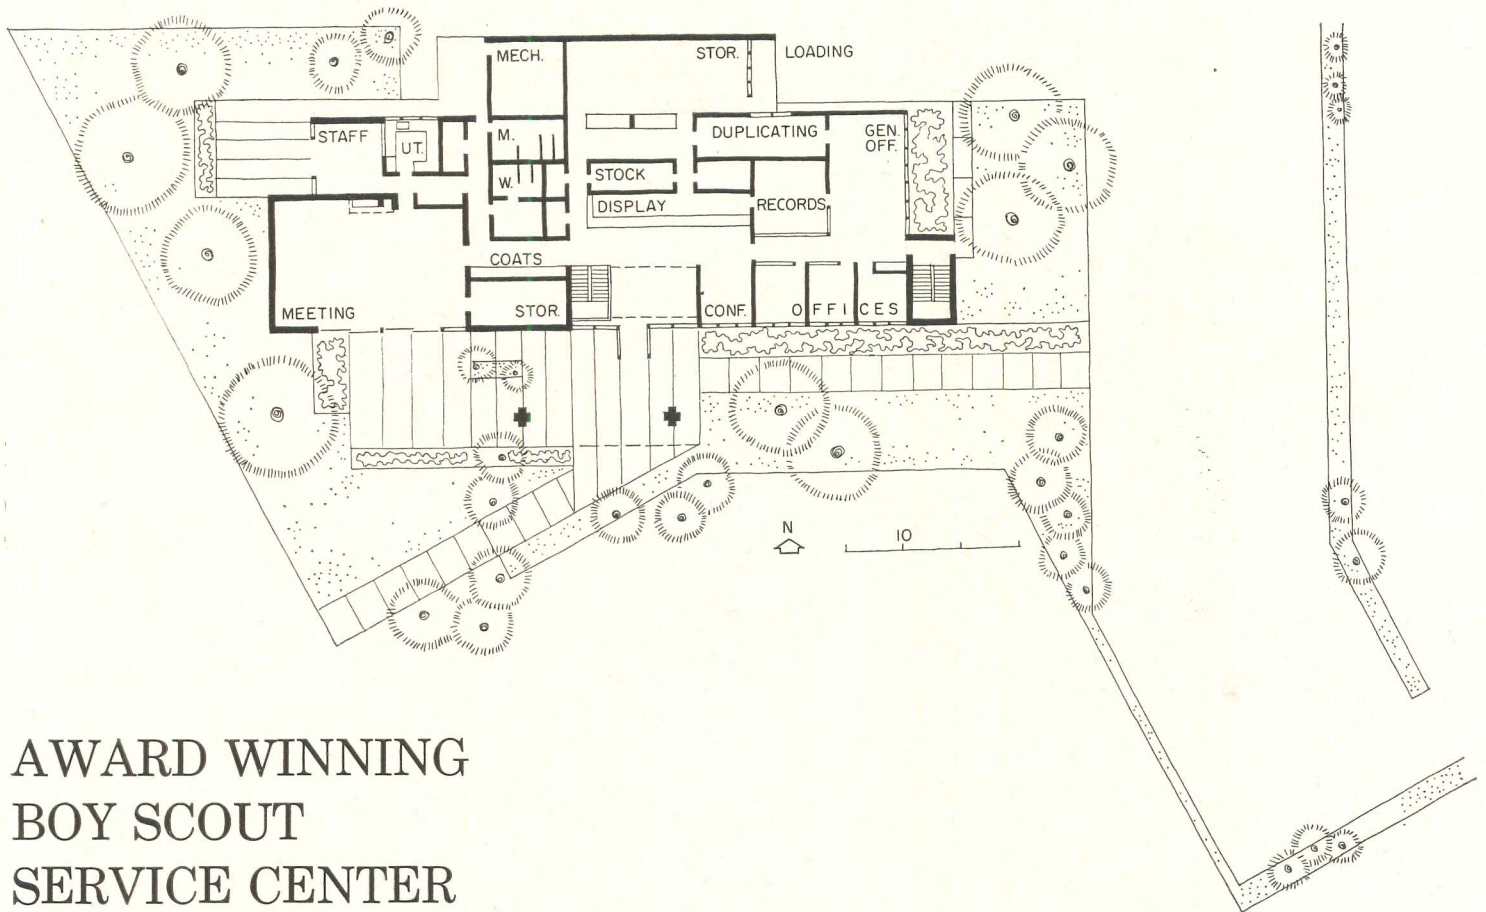 MECH.
STOR.
LOADING
STAFF
UT.
M.
DUPLICATING
GEN.
OFF.
W.
STOCK
DISPLAY
RECORDS
COATS
MEETING
STOR.
CONF.
OFFICES
N
10
AWARD WINNING
BOY SCOUT
SERVICE CENTER